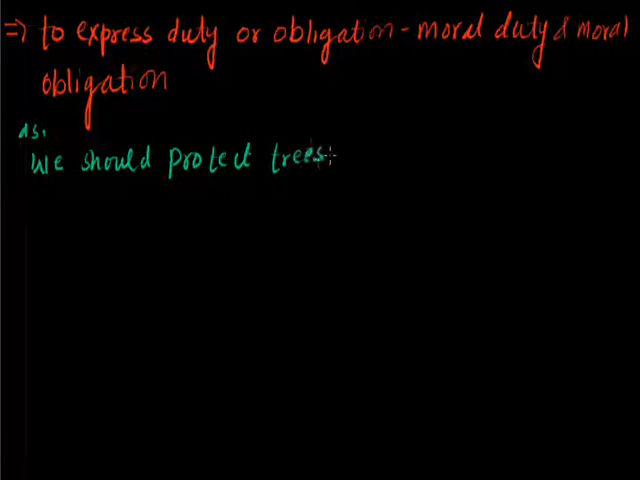 ⇒ to express duty or obligation - moral duty & moral
obligation
as.
We should protect trees